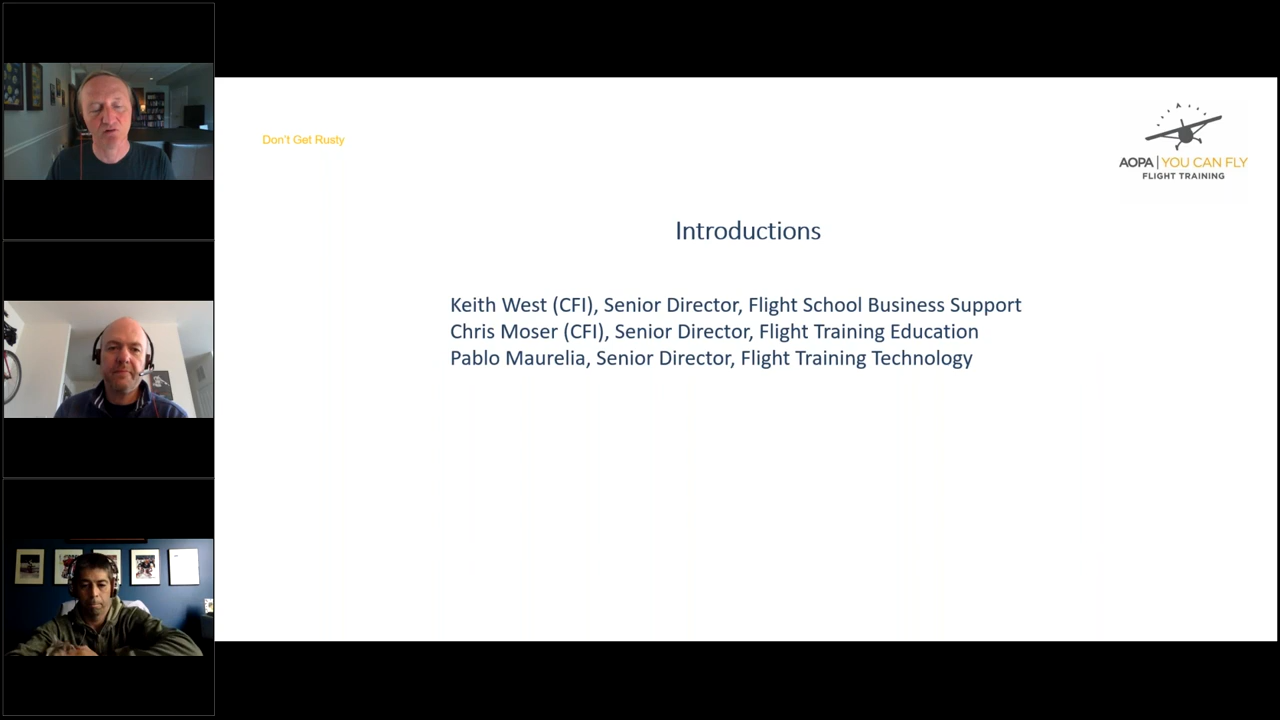 Don't Get Rusty
AOPA | YOU CAN FLY
FLIGHT TRAINING
Introductions
Keith West (CFI), Senior Director, Flight School Business Support
Chris Moser (CFI), Senior Director, Flight Training Education
Pablo Maurelia, Senior Director, Flight Training Technology